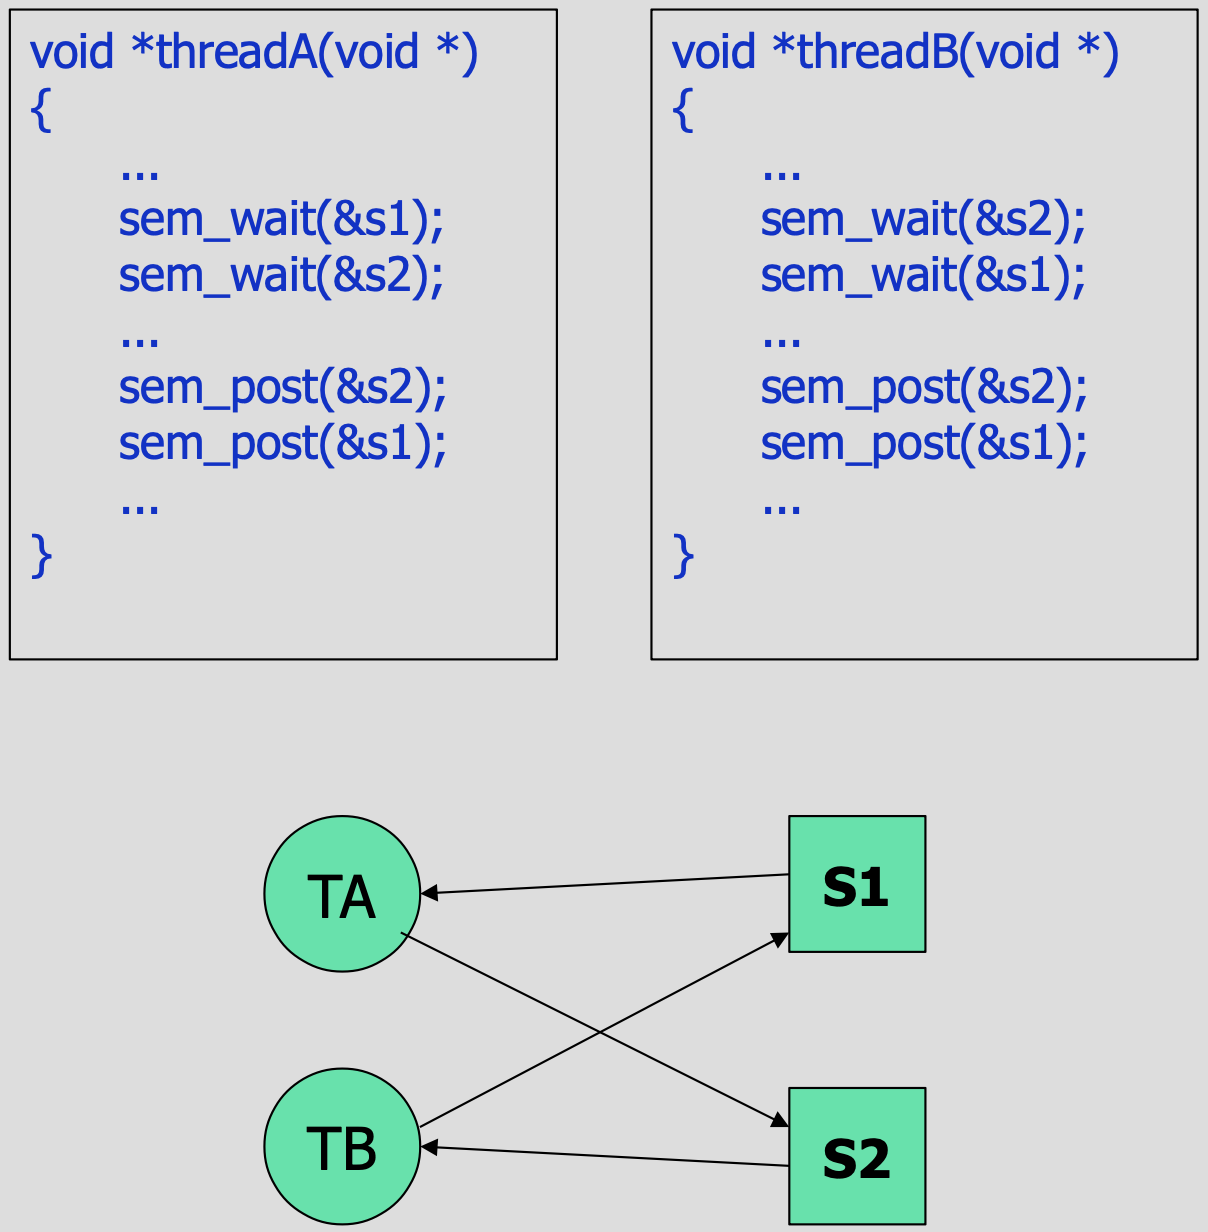 void *threadA(void *)
{
...
sem_wait(&s1);
sem_wait(&s2);
...
sem_post(&s2);
sem_post(&s1);
...
}
void *threadB(void *)
{
...
sem_wait(&s2);
sem_wait(&s1);
...
sem_post(&s2);
sem_post(&s1);
...
}
TA
S1
TB
S2